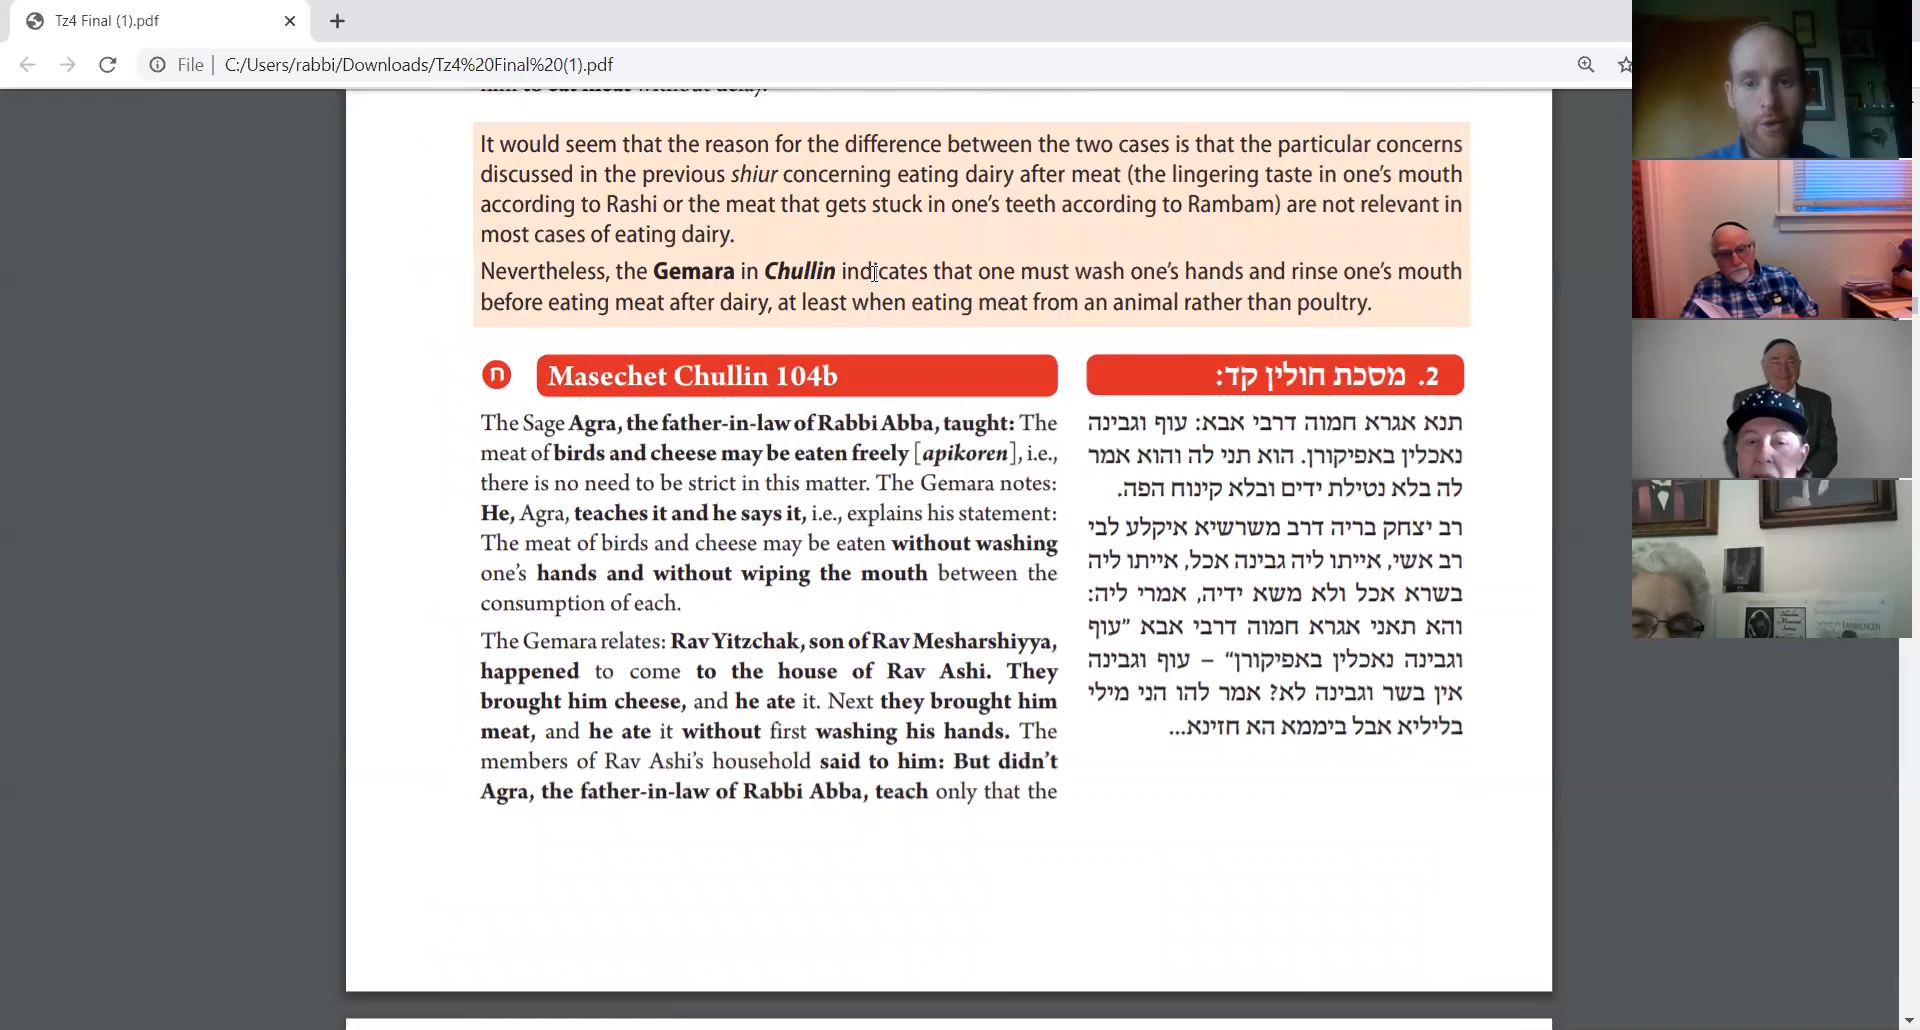 Tz4 Final (1).pdf
File
C:/Users/rabbi/Downloads/Tz4%20Final%20(1).pdf
It would seem that the reason for the difference between the two cases is that the particular concerns
discussed in the previous shiur concerning eating dairy after meat (the lingering taste in one's mouth
according to Rashi or the meat that gets stuck in one's teeth according to Rambam) are not relevant in
most cases of eating dairy.
Nevertheless, the Gemara in Chullin indicates that one must wash one's hands and rinse one's mouth
before eating meat after dairy, at least when eating meat from an animal rather than poultry.
ח
Masechet Chullin 104b
The Sage Agra, the father-in-law of Rabbi Abba, taught: The
meat of birds and cheese may be eaten freely [apikoren], i.e.,
there is no need to be strict in this matter. The Gemara notes:
He, Agra, teaches it and he says it, i.e., explains his statement:
The meat of birds and cheese may be eaten without washing
one's hands and without wiping the mouth between the
consumption of each.
The Gemara relates: Rav Yitzchak, son of Rav Mesharshiyya,
happened to come to the house of Rav Ashi. They
brought him cheese, and he ate it. Next they brought him
meat, and he ate it without first washing his hands. The
members of Rav Ashi's household said to him: But didn't
Agra, the father-in-law of Rabbi Abba, teach only that the
2. מסכת חולין קד:
תנא אגרא חמוה דרבי אבא: עוף וגבינה
נאכלין באפיקורן. הוא תני לה והוא אמר
לה בלא נטילת ידים ובלא קינוח הפה.
רב יצחק בריה דרב משרשיא איקלע לבי
רב אשי, אייתו ליה גבינה אכל, אייתו ליה
בשרא אכל ולא משא ידיה, אמרי ליה:
והא תאני אגרא חמוה דרבי אבא ”עוף
וגבינה נאכלין באפיקורן“ – עוף וגבינה
אין בשר וגבינה לא? אמר להו הני מילי
בליליא אבל ביממא הא חזינא...